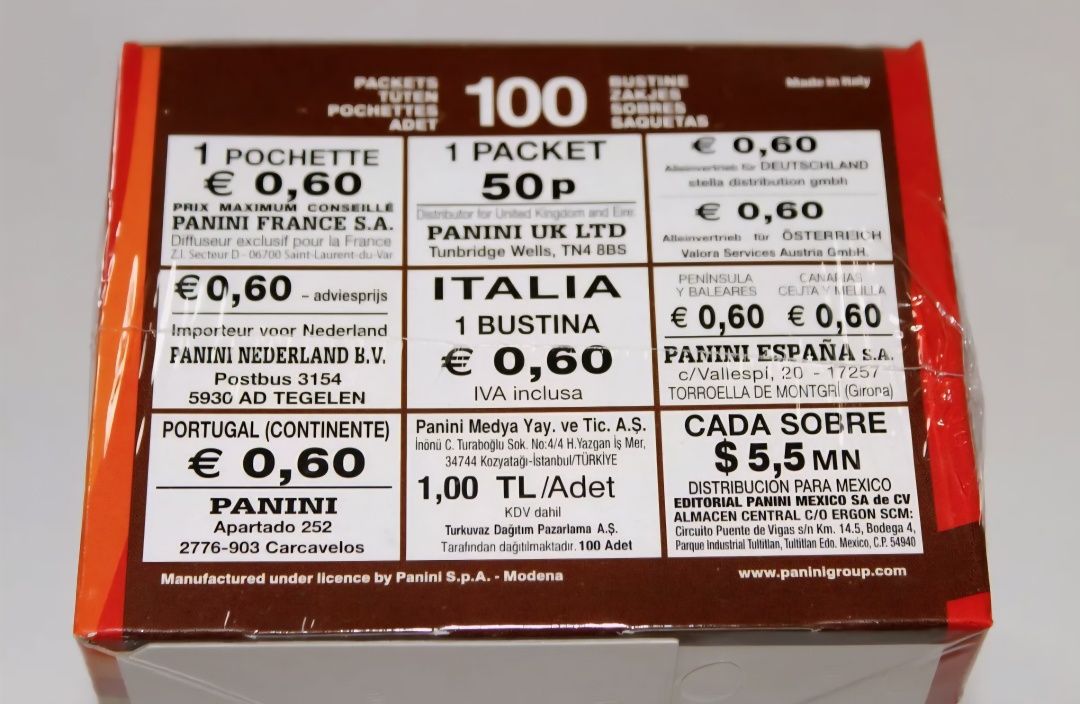 PACKETS
TÜTEN
POCHETTES
ADET
100
BUSTINE
ZAKJES
SOBRES
SAQUETAS
Made in Italy
1 POCHETTE
€ 0,60
PRIX MAXIMUM CONSEILLÉ
PANINI FRANCE S.A.
Diffuseur exclusif pour la France
Z.I. Secteur D - 06700 Saint-Laurent-du-Var
1 PACKET
50p
Distributor for United Kingdom and Eire
PANINI UK LTD
Tunbridge Wells, TN4 8BS
€ 0,60
Alleinvertrieb für DEUTSCHLAND
stella distribution gmbh
€ 0,60
Alleinvertrieb für ÖSTERREICH
Valora Services Austria GmbH.
€ 0,60 - adviesprijs
Importeur voor Nederland
PANINI NEDERLAND B.V.
Postbus 3154
5930 AD TEGELEN
ITALIA
1 BUSTINA
€ 0,60
IVA inclusa
PENÍNSULA CANARIAS
Y BALEARES CEUTA Y MELILLA
€ 0,60 € 0,60
PANINI ESPAÑA S.A.
c/Vallespí, 20 - 17257
TORROELLA DE MONTGRÍ (Girona)
PORTUGAL (CONTINENTE)
€ 0,60
PANINI
Apartado 252
2776-903 Carcavelos
Panini Medya Yay. ve Tic. A.Ş.
İnönü C. Turaboğlu Sok. No:4/4 H.Yazgan İş Mer,
34744 Kozyatağı-İstanbul/TÜRKİYE
1,00 TL/Adet
KDV dahil
Turkuvaz Dağıtım Pazarlama A.Ş.
Tarafından dağıtılmaktadır. 100 Adet
CADA SOBRE
$ 5,5 MN
DISTRIBUCIÓN PARA MEXICO
EDITORIAL PANINI MEXICO SA de CV
ALMACEN CENTRAL C/O ERGON SCM:
Circuito Puente de Vigas s/n Km. 14.5, Bodega 4,
Parque Industrial Tultitlan, Tultitlan Edo. Mexico, C.P. 54940
Manufactured under licence by Panini S.p.A. - Modena
www.paninigroup.com